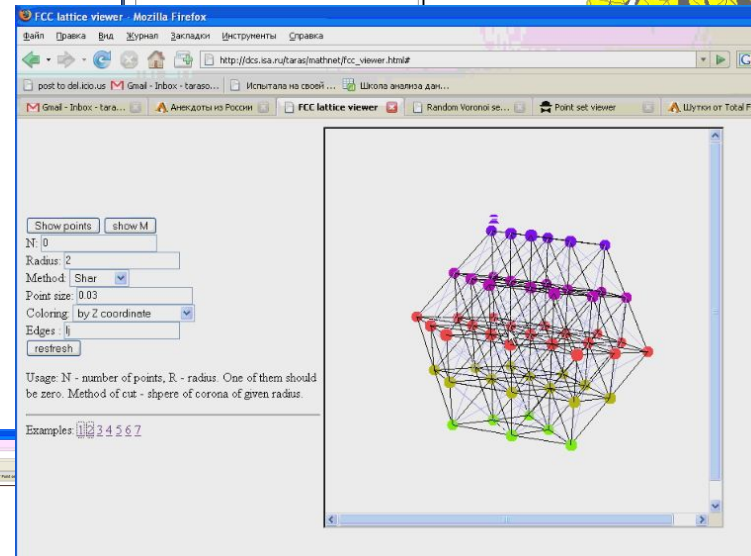 FCC lattice viewer - Mozilla Firefox
Файл Правка Вид Журнал Закладки Инструменты Справка
http://dcs.isa.ru/taras/mathnet/fcc_viewer.html#
post to del.icio.us Gmail - Inbox - taraso... Испытала на своей ... Школа анализа дан...
Gmail - Inbox - tara... Анекдоты из России FCC lattice viewer Random Voronoi se... Point set viewer Шутки от Total F
Show points show M
N: 0
Radius: 2
Method: Shar
Point size: 0.03
Coloring: by Z coordinate
Edges : lj
restresh
Usage: N - number of points, R - radius. One of them should
be zero. Method of cut - shpere of corona of given radius.
Examples: 1 2 3 4 5 6 7